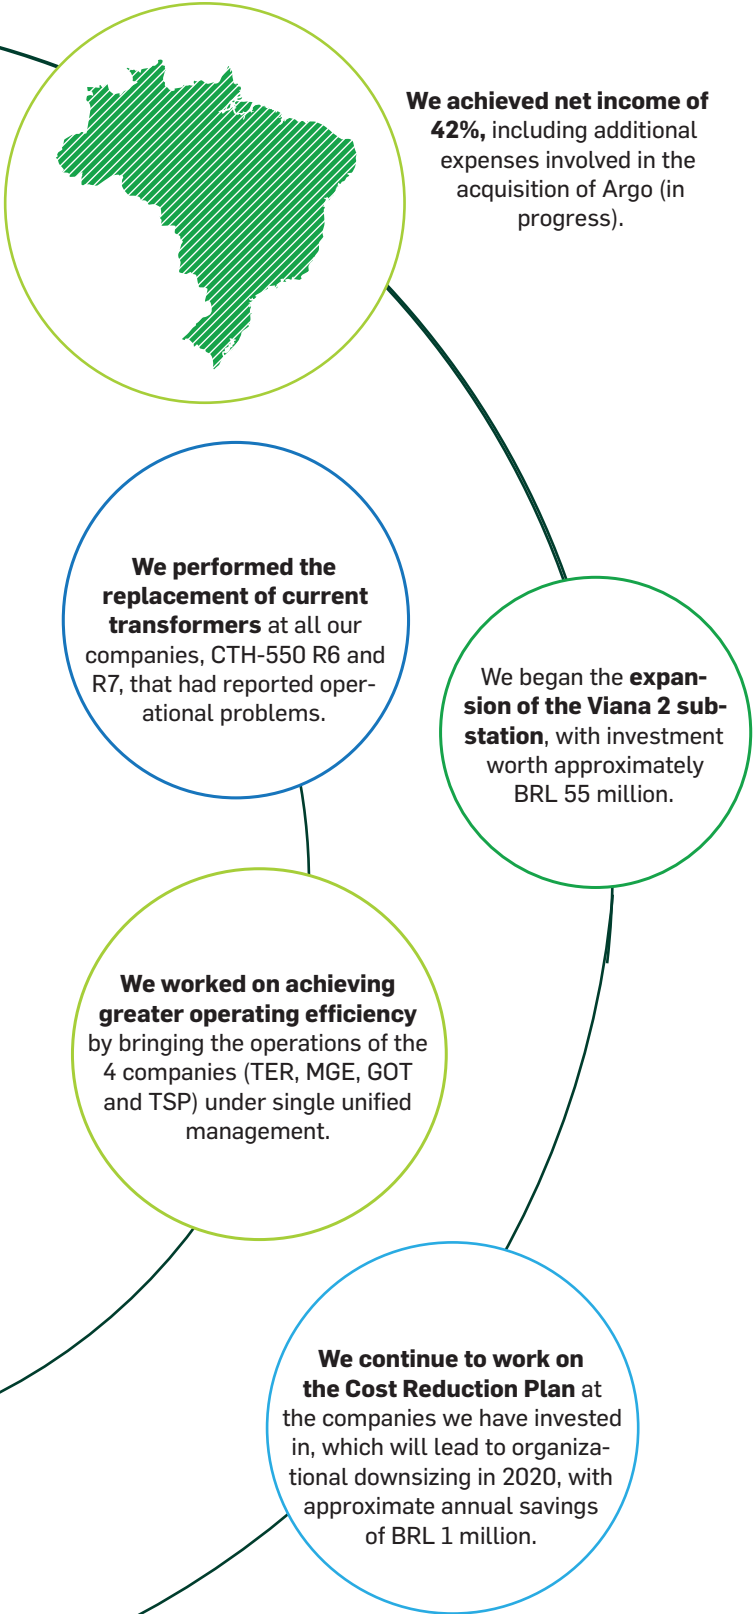 We achieved net income of
42%, including additional
expenses involved in the
acquisition of Argo (in
progress).
We performed the
replacement of current
transformers at all our
companies, CTH-550 R6 and
R7, that had reported oper-
ational problems.
We began the expan-
sion of the Viana 2 sub-
station, with investment
worth approximately
BRL 55 million.
We worked on achieving
greater operating efficiency
by bringing the operations of the
4 companies (TER, MGE, GOT
and TSP) under single unified
management.
We continue to work on
the Cost Reduction Plan at
the companies we have invested
in, which will lead to organiza-
tional downsizing in 2020, with
approximate annual savings
of BRL 1 million.